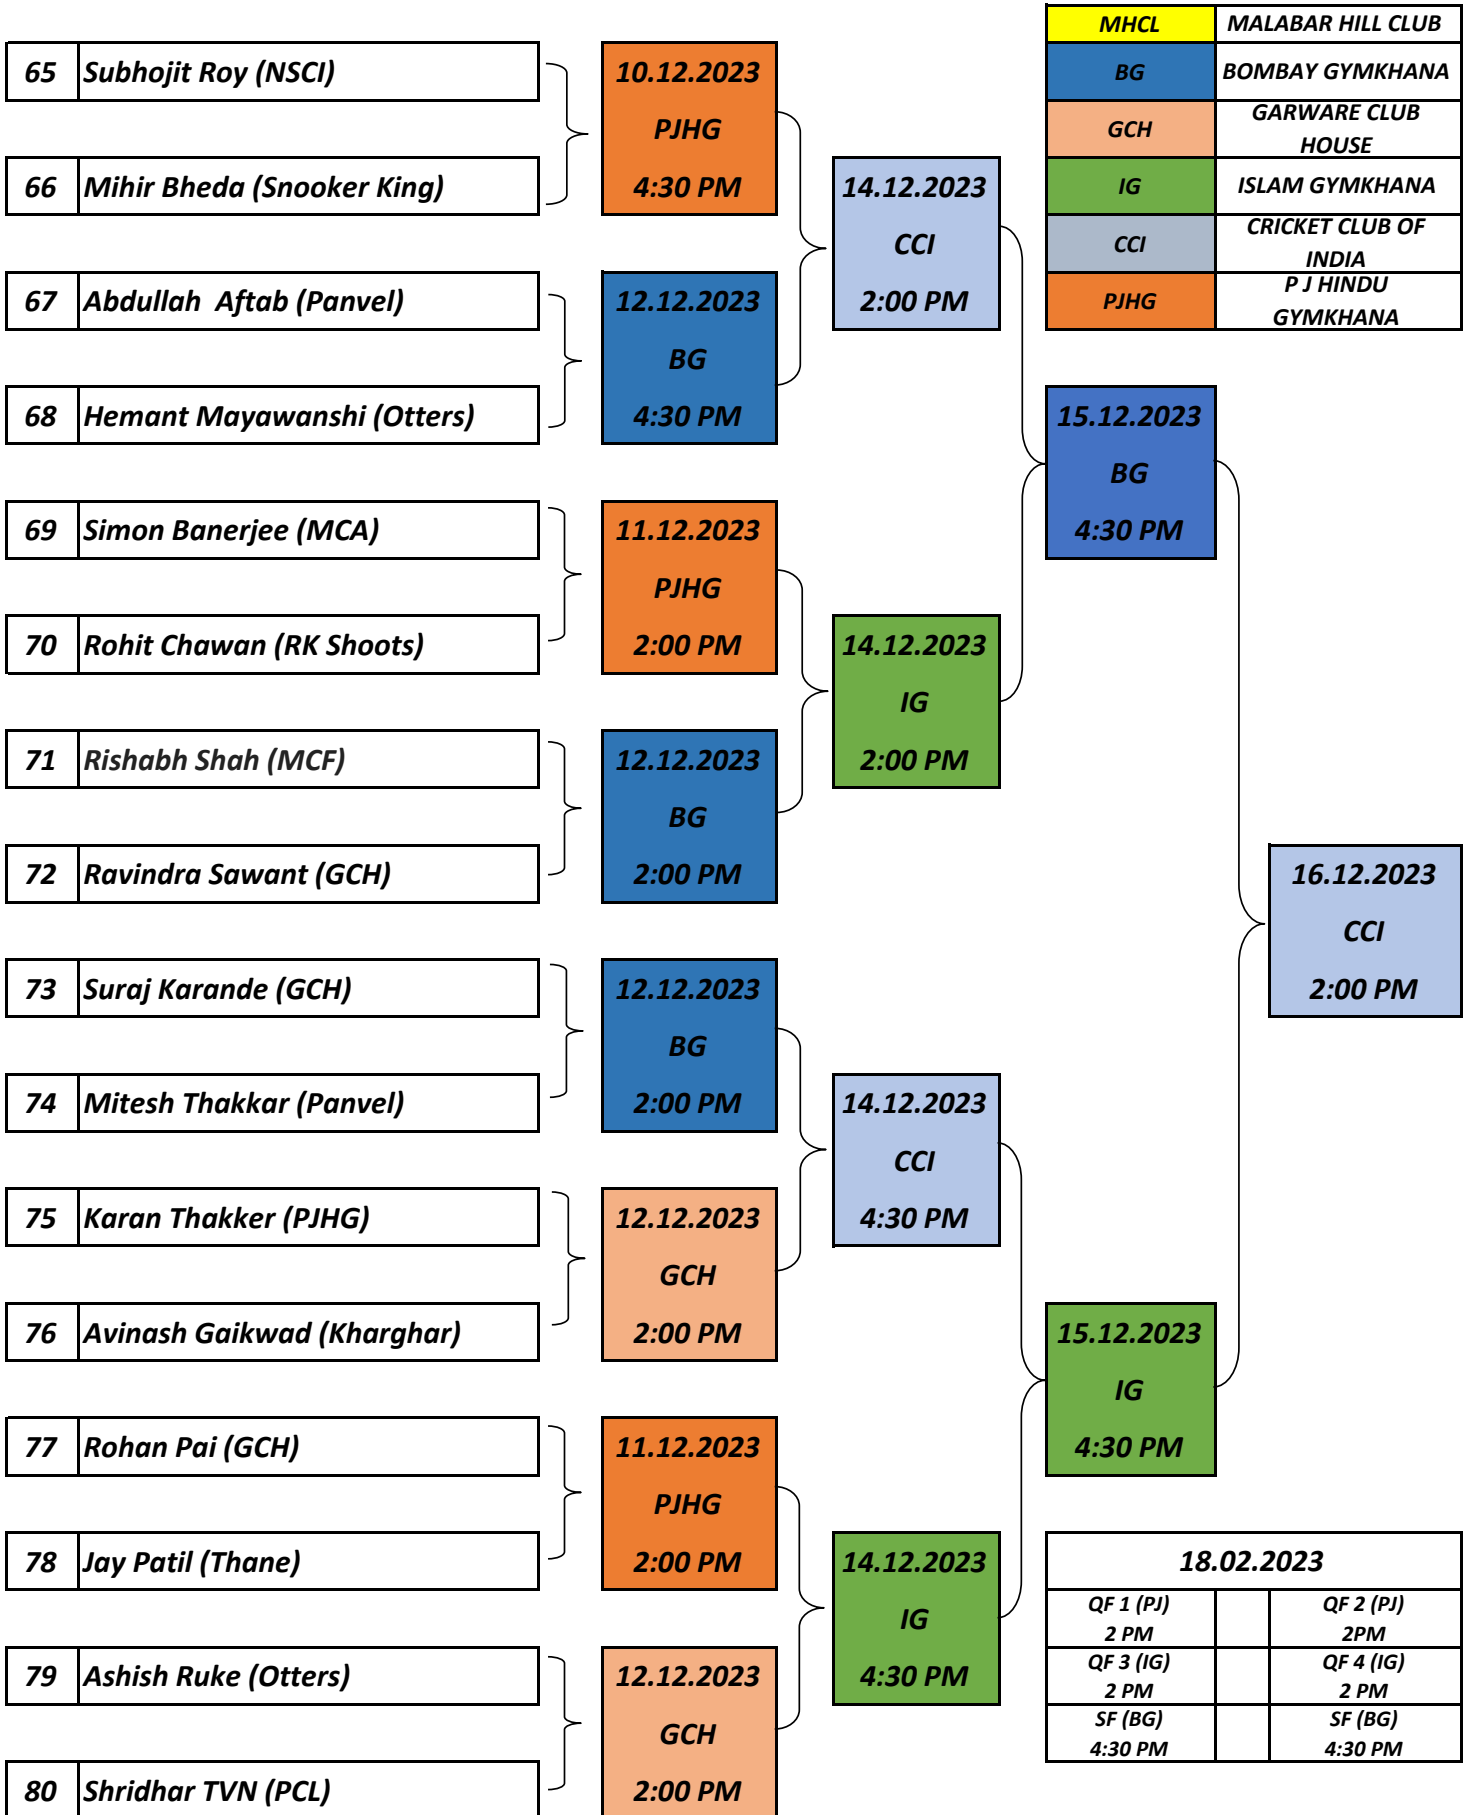 MHCL MALABAR HILL CLUB
BG BOMBAY GYMKHANA
GCH GARWARE CLUB
HOUSE
IG ISLAM GYMKHANA
CCI CRICKET CLUB OF
INDIA
PJHG P J HINDU
GYMKHANA
65 Subhojit Roy (NSCI)
66 Mihir Bheda (Snooker King)
67 Abdullah Aftab (Panvel)
68 Hemant Mayawanshi (Otters)
69 Simon Banerjee (MCA)
70 Rohit Chawan (RK Shoots)
71 Rishabh Shah (MCF)
72 Ravindra Sawant (GCH)
73 Suraj Karande (GCH)
74 Mitesh Thakkar (Panvel)
75 Karan Thakker (PJHG)
76 Avinash Gaikwad (Kharghar)
77 Rohan Pai (GCH)
78 Jay Patil (Thane)
79 Ashish Ruke (Otters)
80 Shridhar TVN (PCL)
10.12.2023
PJHG
4:30 PM
12.12.2023
BG
4:30 PM
11.12.2023
PJHG
2:00 PM
12.12.2023
BG
2:00 PM
12.12.2023
BG
2:00 PM
12.12.2023
GCH
2:00 PM
11.12.2023
PJHG
2:00 PM
12.12.2023
GCH
2:00 PM
14.12.2023
CCI
2:00 PM
14.12.2023
IG
2:00 PM
14.12.2023
CCI
4:30 PM
14.12.2023
IG
4:30 PM
15.12.2023
BG
4:30 PM
15.12.2023
IG
4:30 PM
16.12.2023
CCI
2:00 PM
18.02.2023
QF 1 (PJ) QF 2 (PJ)
2 PM 2PM
QF 3 (IG) QF 4 (IG)
2 PM 2 PM
SF (BG) SF (BG)
4:30 PM 4:30 PM